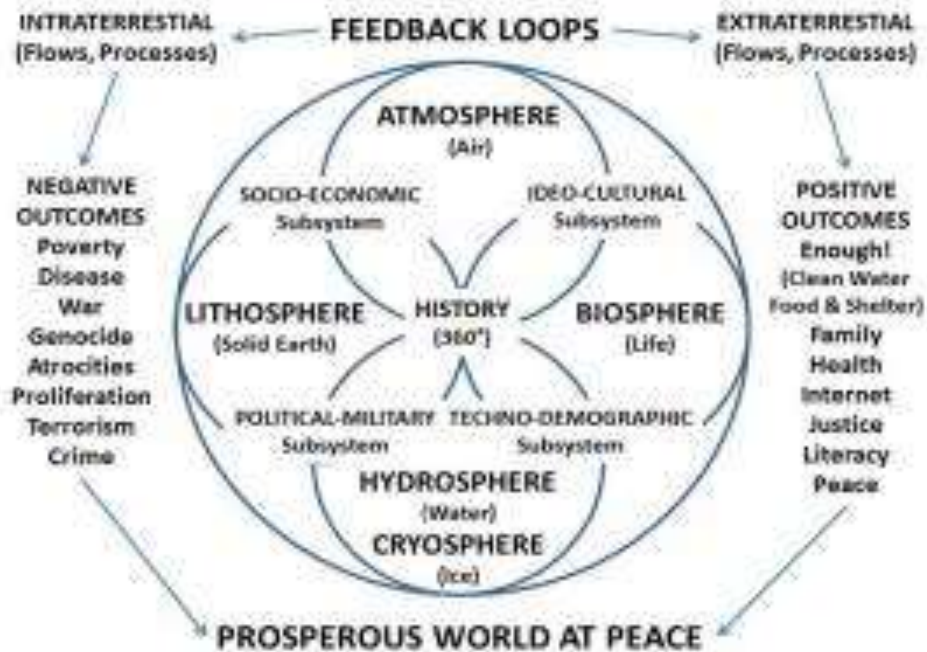 FEEDBACK LOOPS
INTRATERRESTIAL
(Flows, Processes)
EXTRATERRESTIAL
(Flows, Processes)
NEGATIVE
OUTCOMES
Poverty
Disease
War
Genocide
Atrocities
Proliferation
Terrorism
Crime
ATMOSPHERE
(Air)
SOCIO-ECONOMIC
Subsystem
IDEO-CULTURAL
Subsystem
LITHOSPHERE
(Solid Earth)
HISTORY
(360°)
BIOSPHERE
(Life)
POLITICAL-MILITARY
Subsystem
TECHNO-DEMOGRAPHIC
Subsystem
HYDROSPHERE
(Water)
CRYOSPHERE
(Ice)
POSITIVE
OUTCOMES
Enough!
(Clean Water
Food & Shelter)
Family
Health
Internet
Justice
Literacy
Peace
PROSPEROUS WORLD AT PEACE